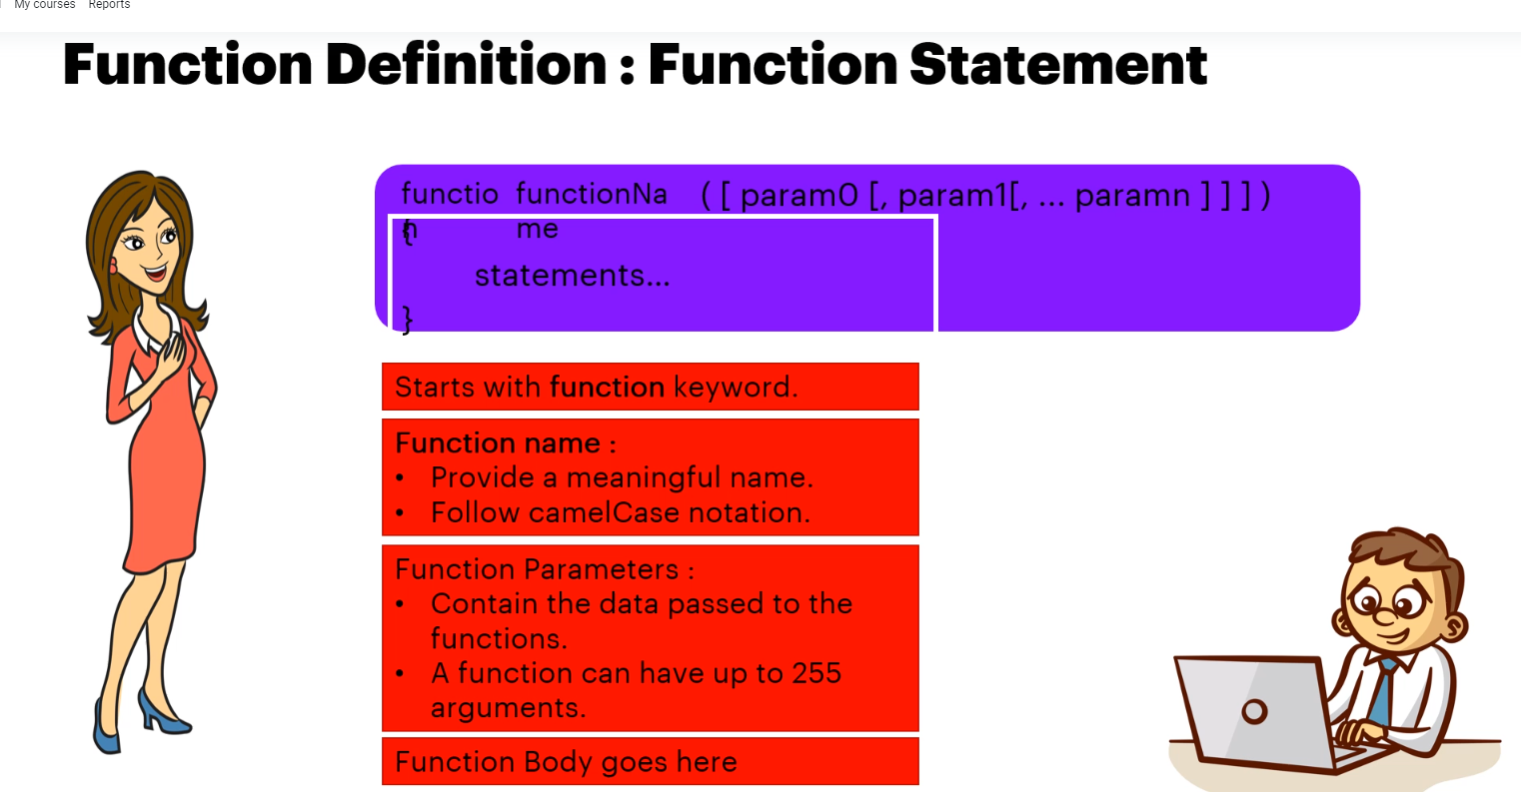 My courses Reports
Function Definition : Function Statement
functio functionNa ( [ param0 [, param1[, ... paramn ] ] ] )
n me
{
statements...
}
Starts with function keyword.
Function name :
• Provide a meaningful name.
• Follow camelCase notation.
Function Parameters :
• Contain the data passed to the
functions.
• A function can have up to 255
arguments.
Function Body goes here